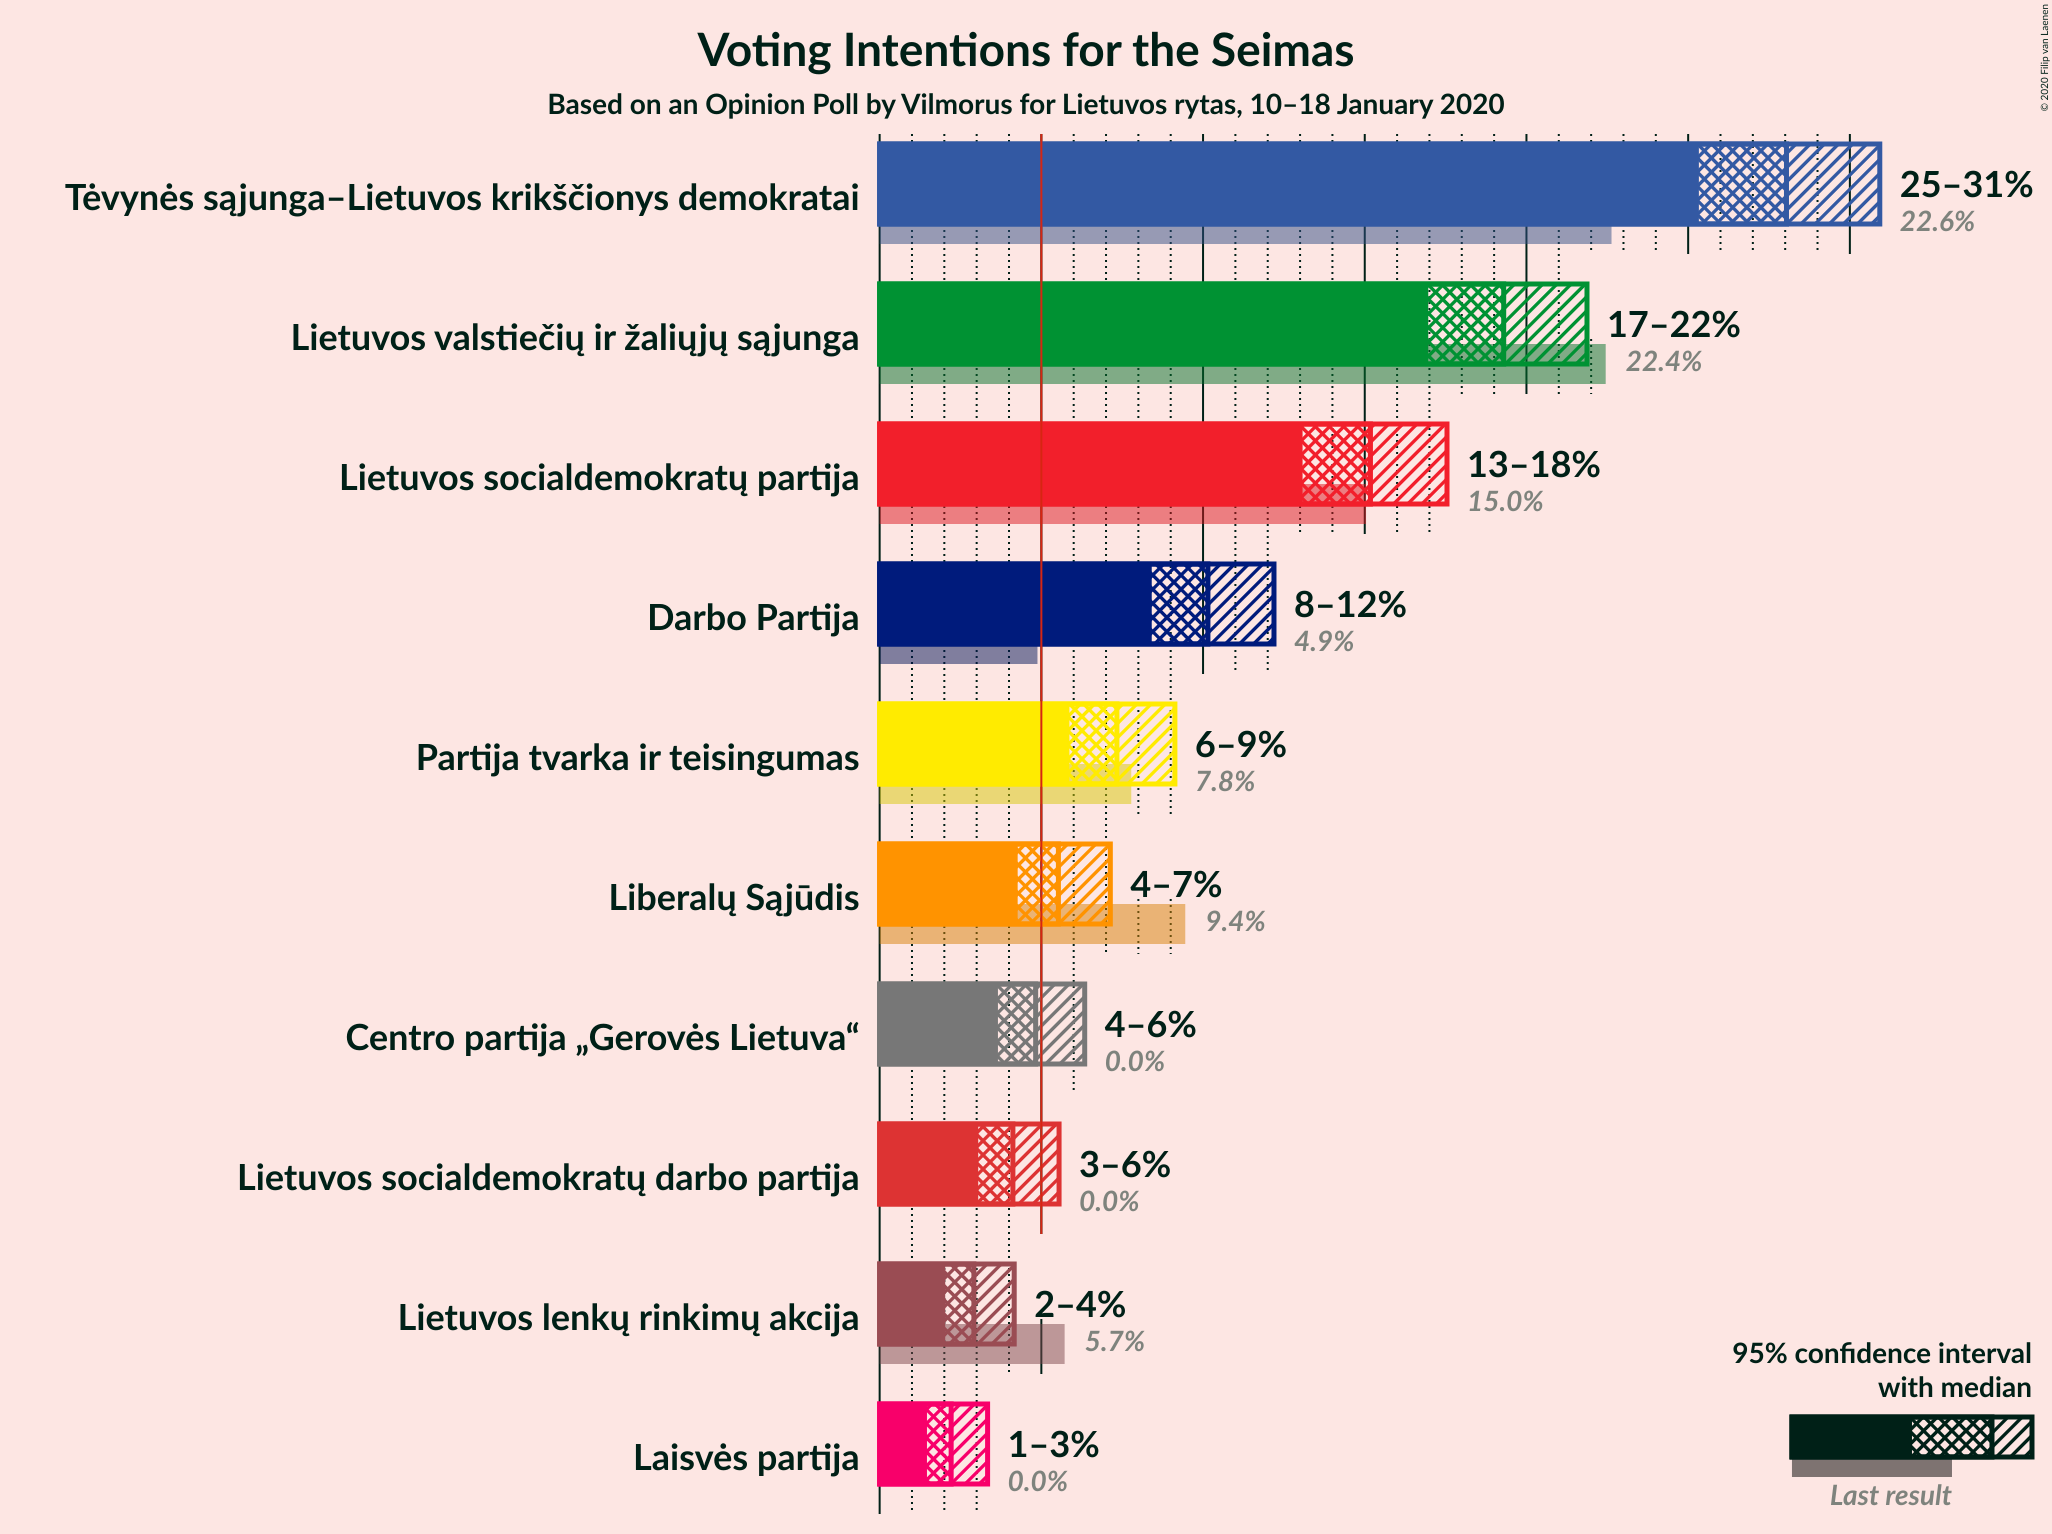 Voting Intentions for the Seimas
Based on an Opinion Poll by Vilmorus for Lietuvos rytas, 10–18 January 2020
© 2020 Filip van Laenen
Tėvynės sąjunga–Lietuvos krikščionys demokratai
25–31%
22.6%
Lietuvos valstiečių ir žaliųjų sąjunga
17–22%
22.4%
Lietuvos socialdemokratų partija
13–18%
15.0%
Darbo Partija
8–12%
4.9%
Partija tvarka ir teisingumas
6–9%
7.8%
Liberalų Sąjūdis
4–7%
9.4%
Centro partija „Gerovės Lietuva“
4–6%
0.0%
Lietuvos socialdemokratų darbo partija
3–6%
0.0%
Lietuvos lenkų rinkimų akcija
2–4%
5.7%
Laisvės partija
1–3%
0.0%
95% confidence interval
with median
Last result